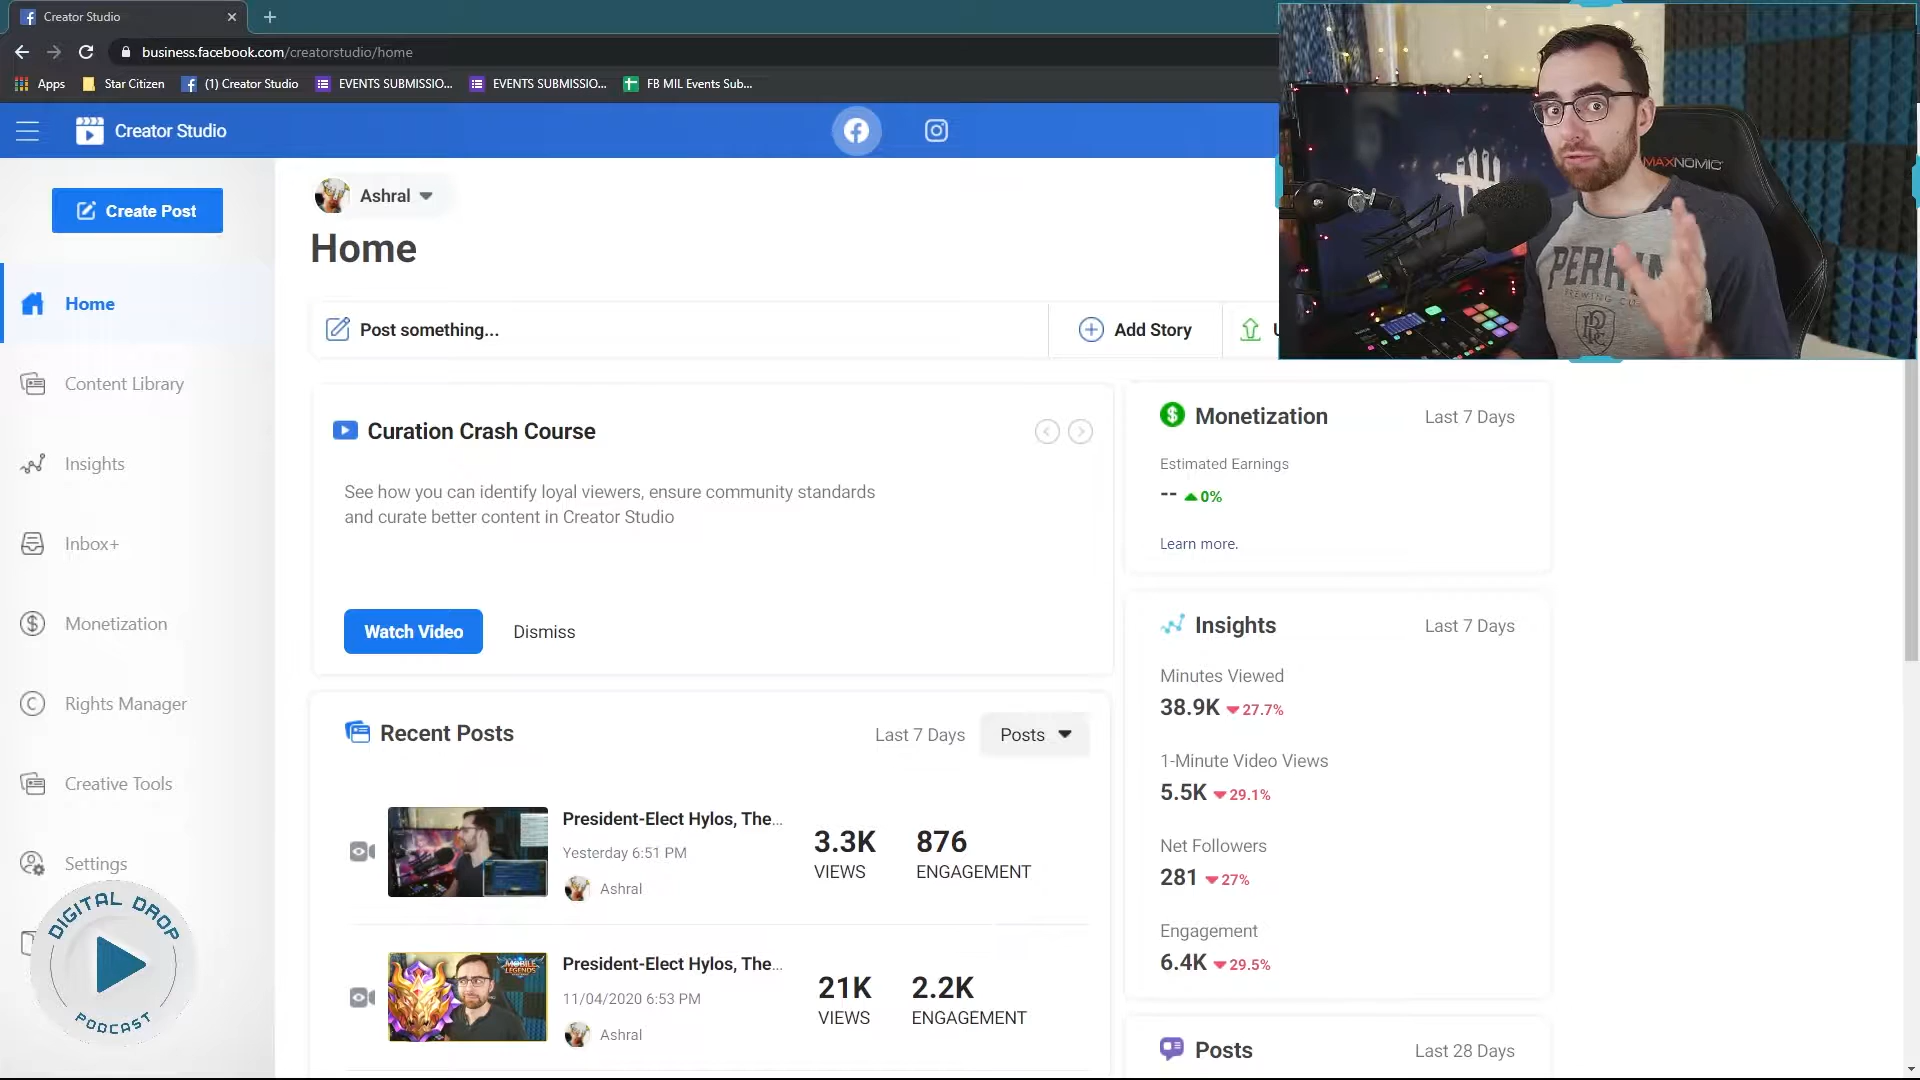 Creator Studio
business.facebook.com/creatorstudio/home
Apps
Star Citizen
(1) Creator Studio
EVENTS SUBMISSIO...
EVENTS SUBMISSIO...
FB MIL Events Sub...
Creator Studio
MAXNOMIC
Create Post
Ashral
Home
Home
Post something...
Add Story
Content Library
Insights
Inbox+
Monetization
Rights Manager
Creative Tools
Settings
DIGITAL DROP
PODCAST
Curation Crash Course
See how you can identify loyal viewers, ensure community standards
and curate better content in Creator Studio
Watch Video
Dismiss
Monetization
Last 7 Days
Estimated Earnings
-- 0%
Learn more.
Insights
Last 7 Days
Minutes Viewed
38.9K 27.7%
1-Minute Video Views
5.5K 29.1%
Net Followers
281 27%
Engagement
6.4K 29.5%
Recent Posts
Last 7 Days
Posts
President-Elect Hylos, The...
Yesterday 6:51 PM
Ashral
3.3K
VIEWS
876
ENGAGEMENT
MOBILE
LEGENDS
President-Elect Hylos, The...
11/04/2020 6:53 PM
Ashral
21K
VIEWS
2.2K
ENGAGEMENT
Posts
Last 28 Days